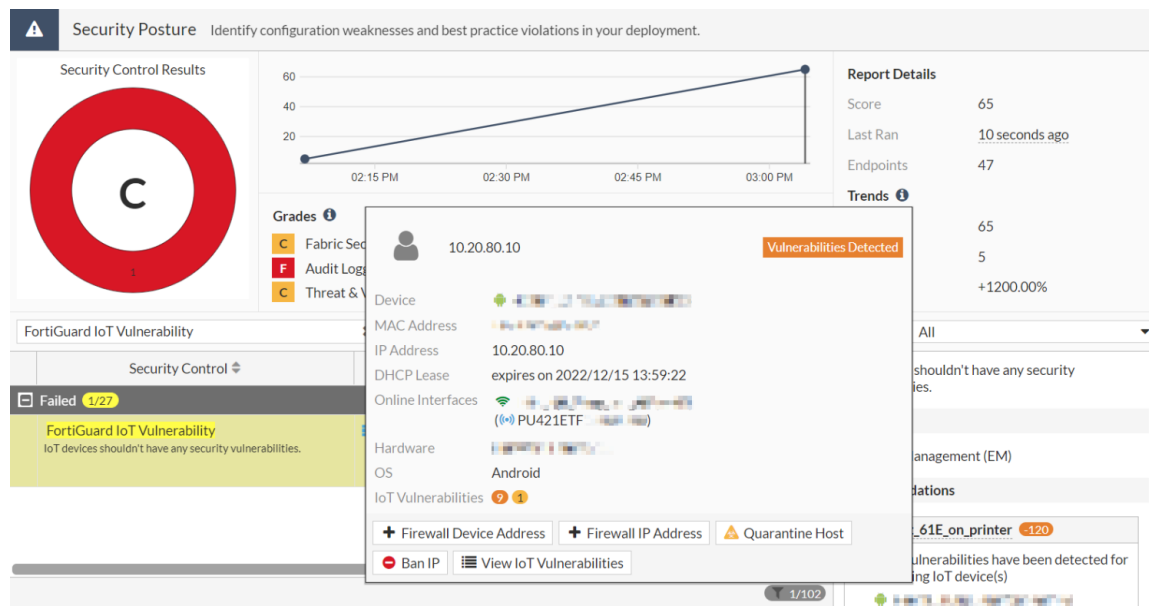 Security Posture Identify configuration weaknesses and best practice violations in your deployment.
Security Control Results
C
1
60
40
20
02:15 PM 02:30 PM 02:45 PM 03:00 PM
Grades
C Fabric Sec
F Audit Logg
C Threat &
Report Details
Score 65
Last Ran 10 seconds ago
Endpoints 47
Trends
65
5
+1200.00%
FortiGuard IoT Vulnerability
All
Security Control
Failed 1/27
FortiGuard IoT Vulnerability
IoT devices shouldn't have any security vulnerabilities.
10.20.80.10 Vulnerabilities Detected
Device
MAC Address
IP Address 10.20.80.10
DHCP Lease expires on 2022/12/15 13:59:22
Online Interfaces
PU421ETF
Hardware
OS Android
IoT Vulnerabilities 9 1
Firewall Device Address Firewall IP Address Quarantine Host
Ban IP View IoT Vulnerabilities
shouldn't have any security
ies.
anagement (EM)
dations
_61E_on_printer -120
ulnerabilities have been detected for
ing IoT device(s)
1/102